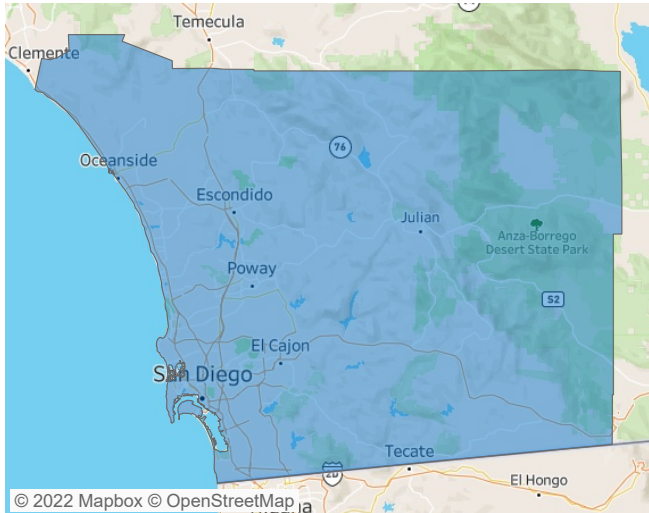 Temecula
Clemente
Oceanside
76
Escondido
Julian
Anza-Borrego
Desert State Park
Poway
S2
El Cajon
San Diego
Tecate
El Hongo
© 2022 Mapbox © OpenStreetMap